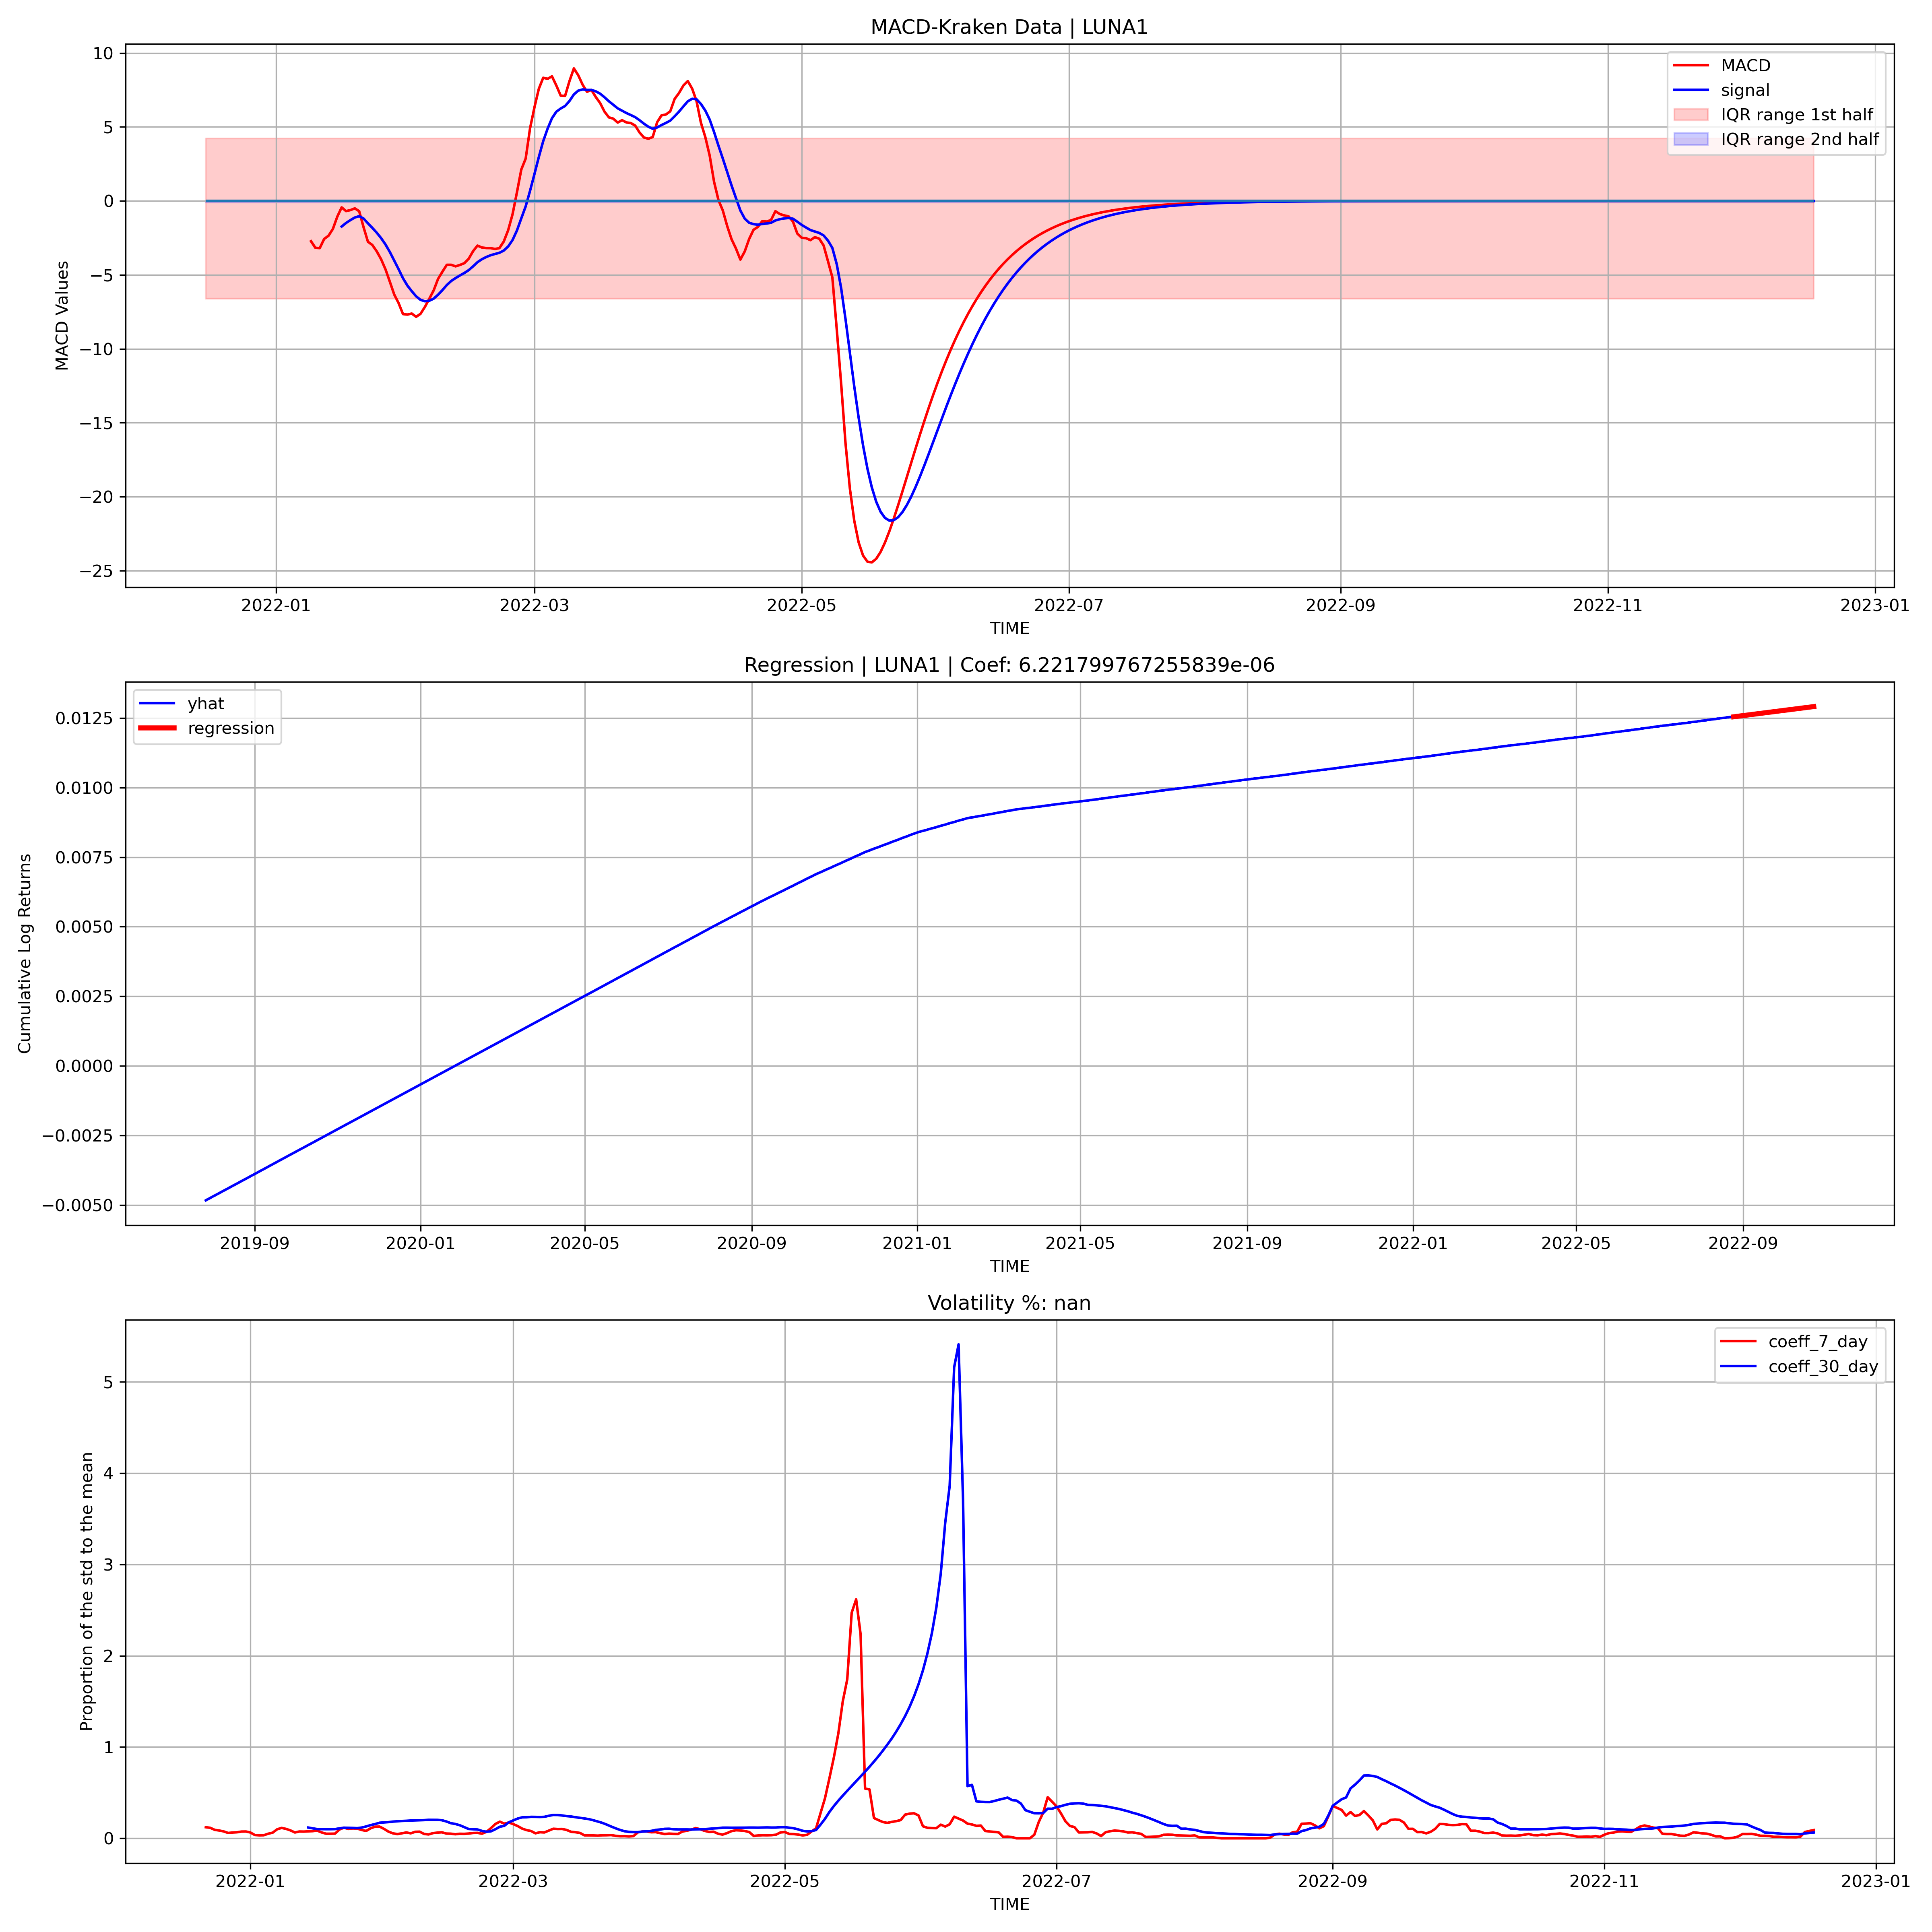 MACD-Kraken Data | LUNA1
10
5
0
−5
−10
−15
−20
−25
MACD Values
MACD
signal
IQR range 1st half
IQR range 2nd half
2022-01 2022-03 2022-05 2022-07 2022-09 2022-11 2023-01
TIME
Regression | LUNA1 | Coef: 6.221799767255839e-06
yhat
regression
0.0125
0.0100
0.0075
0.0050
0.0025
0.0000
−0.0025
−0.0050
Cumulative Log Returns
2019-09 2020-01 2020-05 2020-09 2021-01 2021-05 2021-09 2022-01 2022-05 2022-09
TIME
Volatility %: nan
coeff_7_day
coeff_30_day
5
4
3
2
1
0
Proportion of the std to the mean
2022-01 2022-03 2022-05 2022-07 2022-09 2022-11 2023-01
TIME